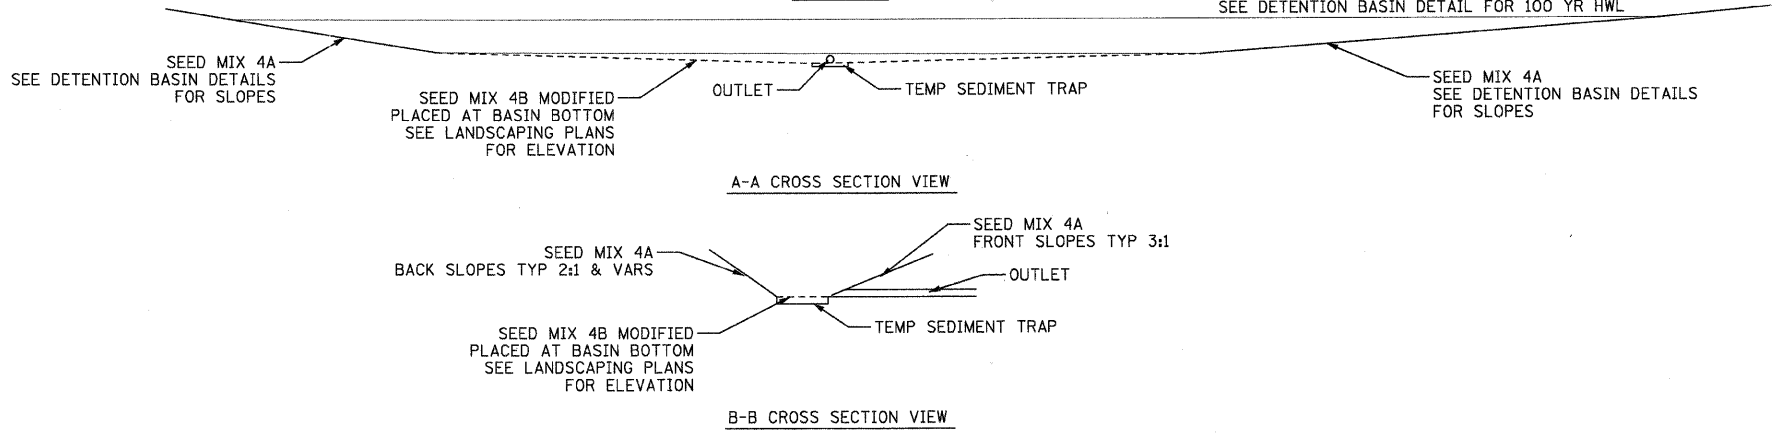 SEE DETENTION BASIN DETAIL FOR 100 YR HWL
SEED MIX 4A
SEE DETENTION BASIN DETAILS
FOR SLOPES
SEED MIX 4B MODIFIED
PLACED AT BASIN BOTTOM
SEE LANDSCAPING PLANS
FOR ELEVATION
OUTLET
TEMP SEDIMENT TRAP
SEED MIX 4A
SEE DETENTION BASIN DETAILS
FOR SLOPES
A-A CROSS SECTION VIEW
SEED MIX 4A
BACK SLOPES TYP 2:1 & VARS
SEED MIX 4A
FRONT SLOPES TYP 3:1
OUTLET
SEED MIX 4B MODIFIED
PLACED AT BASIN BOTTOM
SEE LANDSCAPING PLANS
FOR ELEVATION
TEMP SEDIMENT TRAP
B-B CROSS SECTION VIEW